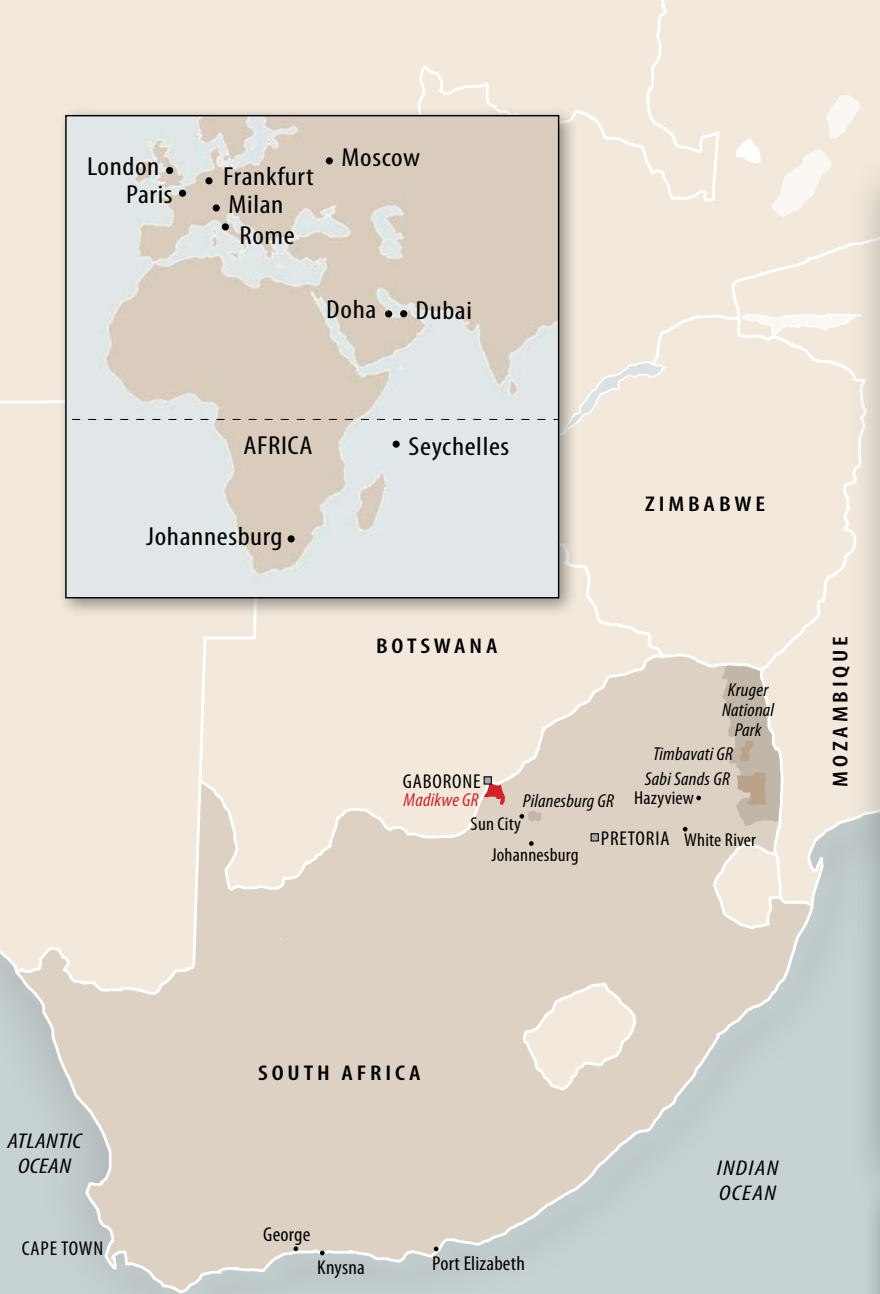 London
Paris
Frankfurt
Milan
Rome
Moscow
Doha
Dubai
AFRICA
Seychelles
Johannesburg
ZIMBABWE
BOTSWANA
MOZAMBIQUE
Kruger
National
Park
Timbavati GR
Sabi Sands GR
Hazyview
GABORONE
Madikwe GR
Pilanesburg GR
Sun City
Johannesburg
PRETORIA
White River
SOUTH AFRICA
ATLANTIC
OCEAN
INDIAN
OCEAN
CAPE TOWN
George
Knysna
Port Elizabeth